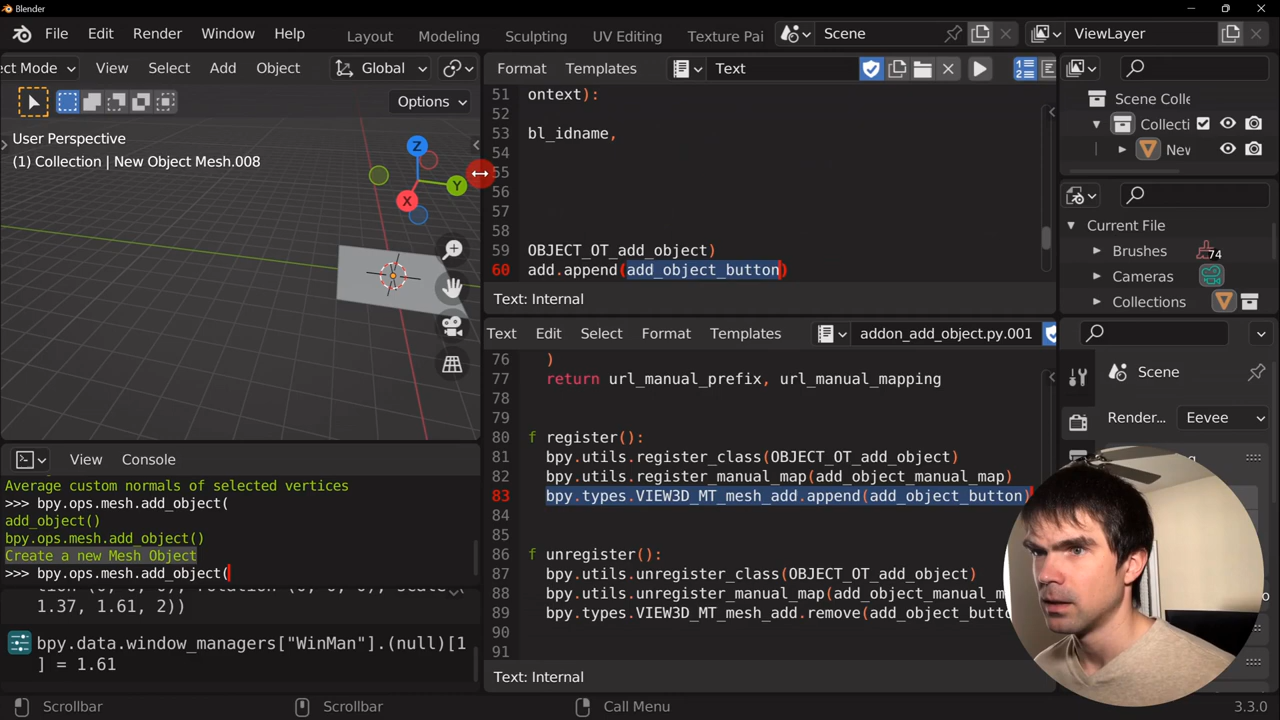 Blender
File Edit Render Window Help Layout Modeling Sculpting UV Editing Texture Pai Scene ViewLayer
ect Mode View Select Add Object Global
Options
User Perspective
(1) Collection | New Object Mesh.008
Z
Y
X
Format Templates Text
51 ontext):
52
53 bl_idname,
54
55
56
57
58
59 OBJECT_OT_add_object)
60 add.append(add_object_button)
Text: Internal
Text Edit Select Format Templates addon_add_object.py.001
76 )
77 return url_manual_prefix, url_manual_mapping
78
79
80 f register():
81 bpy.utils.register_class(OBJECT_OT_add_object)
82 bpy.utils.register_manual_map(add_object_manual_map)
83 bpy.types.VIEW3D_MT_mesh_add.append(add_object_button)
84
85
86 f unregister():
87 bpy.utils.unregister_class(OBJECT_OT_add_object)
88 bpy.utils.unregister_manual_map(add_object_manual_m
89 bpy.types.VIEW3D_MT_mesh_add.remove(add_object_butto
90
91
Text: Internal
View Console
Average custom normals of selected vertices
>>> bpy.ops.mesh.add_object(
add_object()
bpy.ops.mesh.add_object()
Create a new Mesh Object
>>> bpy.ops.mesh.add_object(
1.37, 1.61, 2))
bpy.data.window_managers["WinMan"].(null)[1
] = 1.61
Scene Colle
Collecti
New
Current File
Brushes 74
Cameras
Collections
Scene
Render... Eevee
Scrollbar Scrollbar Call Menu 3.3.0